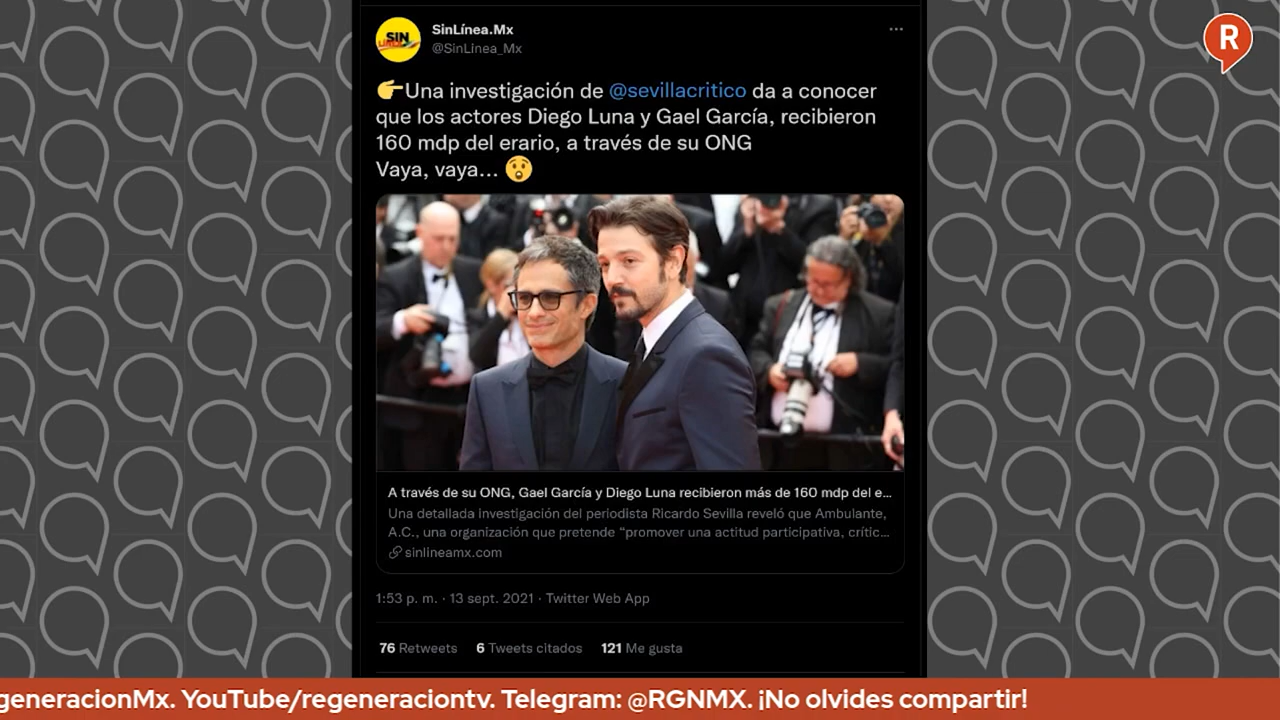 SinLínea.Mx
@SinLinea_Mx
👉Una investigación de @sevillacritico da a conocer
que los actores Diego Luna y Gael García, recibieron
160 mdp del erario, a través de su ONG
Vaya, vaya... 😲
A través de su ONG, Gael García y Diego Luna recibieron más de 160 mdp del e...
Una detallada investigación del periodista Ricardo Sevilla reveló que Ambulante,
A.C., una organización que pretende “promover una actitud participativa, crític...
sinlineamx.com
1:53 p. m. · 13 sept. 2021 · Twitter Web App
76 Retweets 6 Tweets citados 121 Me gusta
R
SIN
LÍNEA
generacionMx. YouTube/regeneraciontv. Telegram: @RGNMX. ¡No olvides compartir!